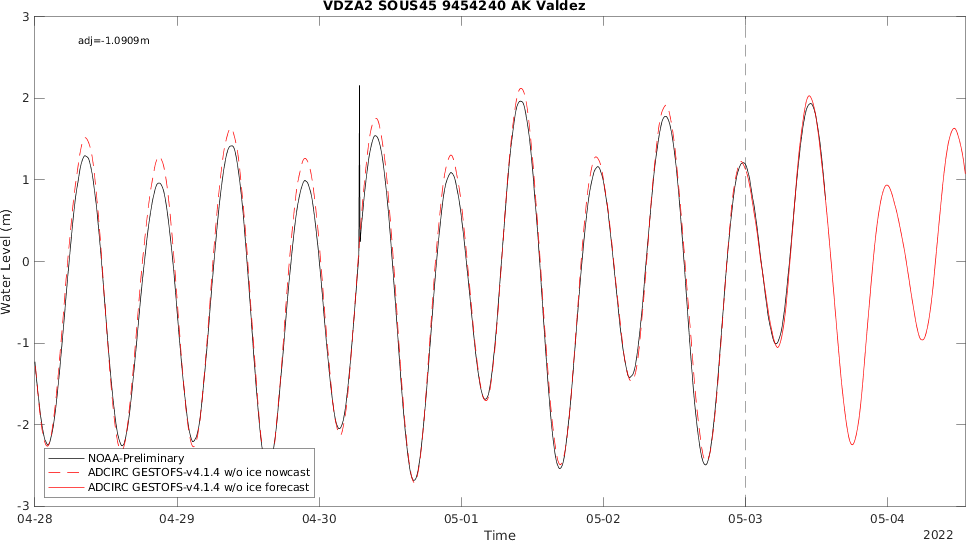 VDZA2 SOUS45 9454240 AK Valdez
adj=-1.0909m
Water Level (m)
3
2
1
0
-1
-2
-3
NOAA-Preliminary
ADCIRC GESTOFS-v4.1.4 w/o ice nowcast
ADCIRC GESTOFS-v4.1.4 w/o ice forecast
04-28 04-29 04-30 05-01 05-02 05-03 05-04
Time
2022